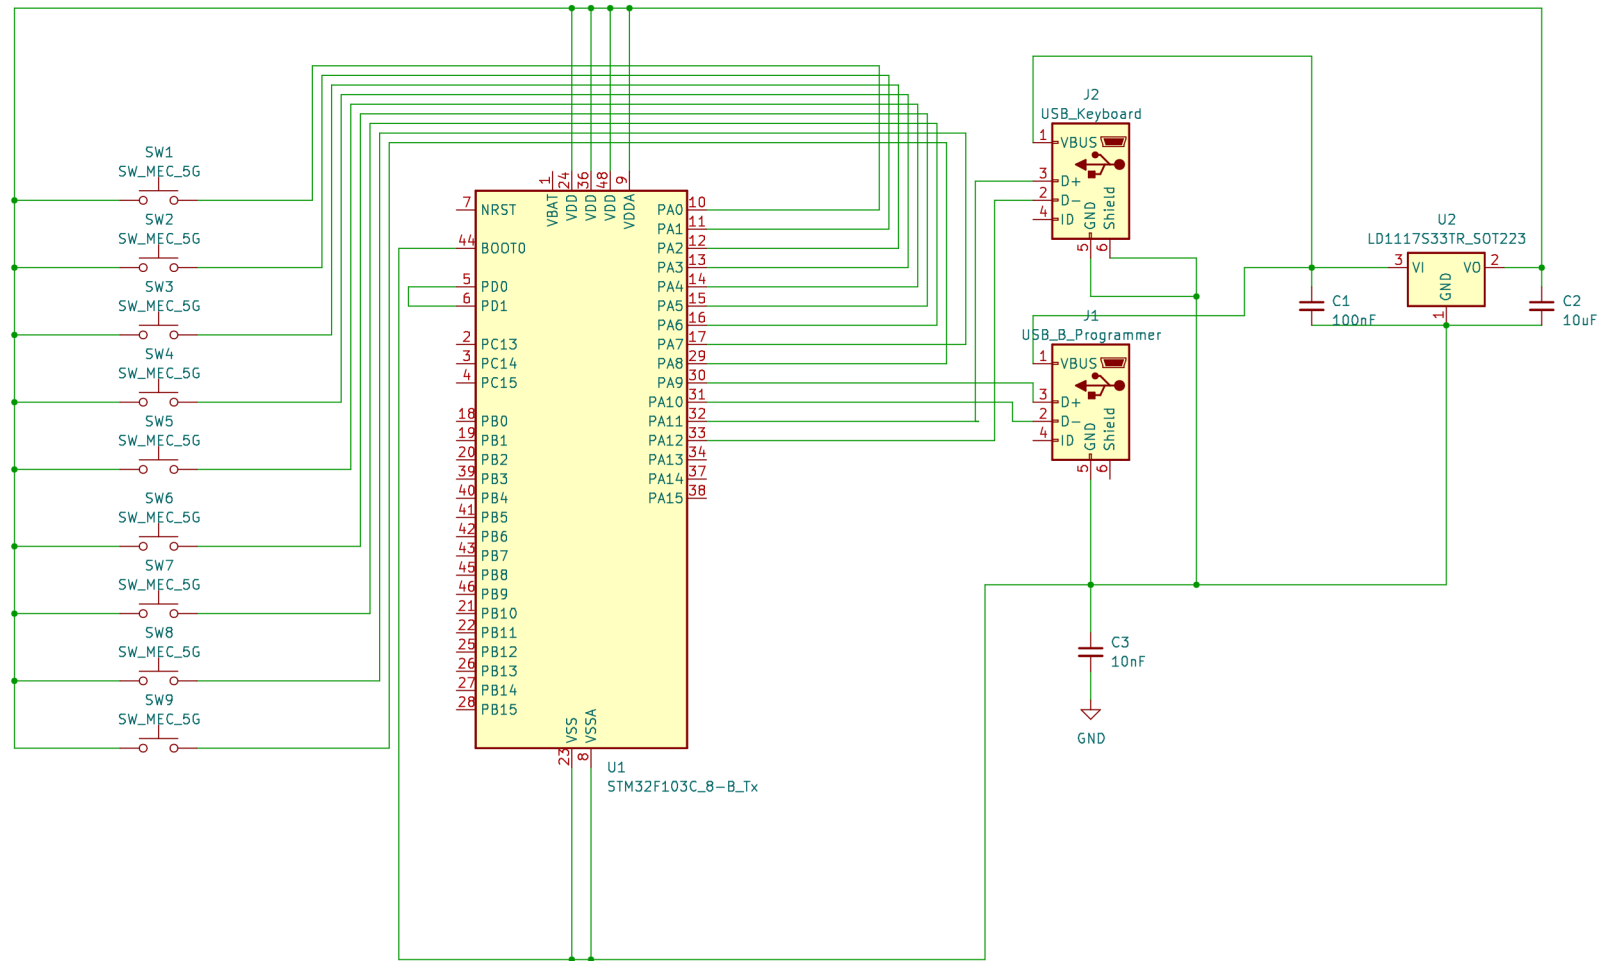 SW1
SW_MEC_5G
SW2
SW_MEC_5G
SW3
SW_MEC_5G
SW4
SW_MEC_5G
SW5
SW_MEC_5G
SW6
SW_MEC_5G
SW7
SW_MEC_5G
SW8
SW_MEC_5G
SW9
SW_MEC_5G
1 24 36 48 9
VBAT VDD VDD VDD VDDA
7 NRST
44 BOOT0
5 PD0
6 PD1
2 PC13
3 PC14
4 PC15
18 PB0
19 PB1
20 PB2
39 PB3
40 PB4
41 PB5
42 PB6
43 PB7
45 PB8
46 PB9
21 PB10
22 PB11
25 PB12
26 PB13
27 PB14
28 PB15
PA0 10
PA1 11
PA2 12
PA3 13
PA4 14
PA5 15
PA6 16
PA7 17
PA8 29
PA9 30
PA10 31
PA11 32
PA12 33
PA13 34
PA14 37
PA15 38
VSS VSSA
23 8
U1
STM32F103C_8-B_Tx
J2
USB_Keyboard
1 VBUS
3 D+
2 D-
4 ID
GND Shield
5 6
J1
USB_B_Programmer
1 VBUS
3 D+
2 D-
4 ID
GND Shield
5 6
U2
LD1117S33TR_SOT223
3 VI VO 2
GND
1
C1
100nF
C2
10uF
C3
10nF
GND